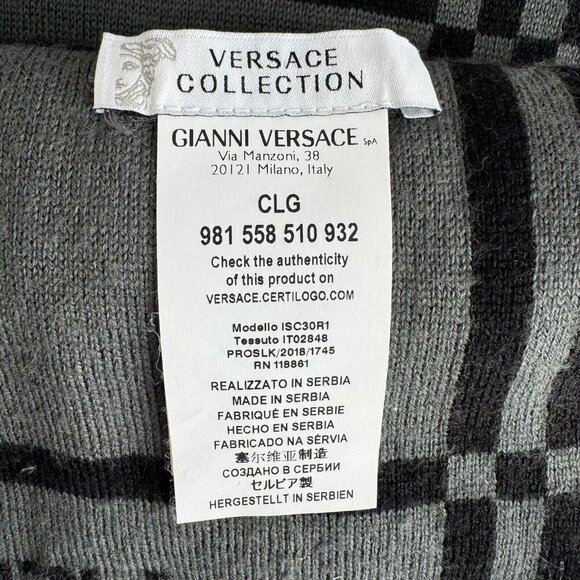 VERSACE
COLLECTION
GIANNI VERSACE SpA
Via Manzoni, 38
20121 Milano, Italy
CLG
981 558 510 932
Check the authenticity
of this product on
VERSACE.CERTILOGO.COM
Modello ISC30R1
Tessuto IT02848
PROSLK/2018/1745
RN 118861
REALIZZATO IN SERBIA
MADE IN SERBIA
FABRIQUÉ EN SERBIE
HECHO EN SERBIA
FABRICADO NA SÉRVIA
塞尔维亚制造
СОЗДАНО В СЕРБИИ
セルビア製
HERGESTELLT IN SERBIEN